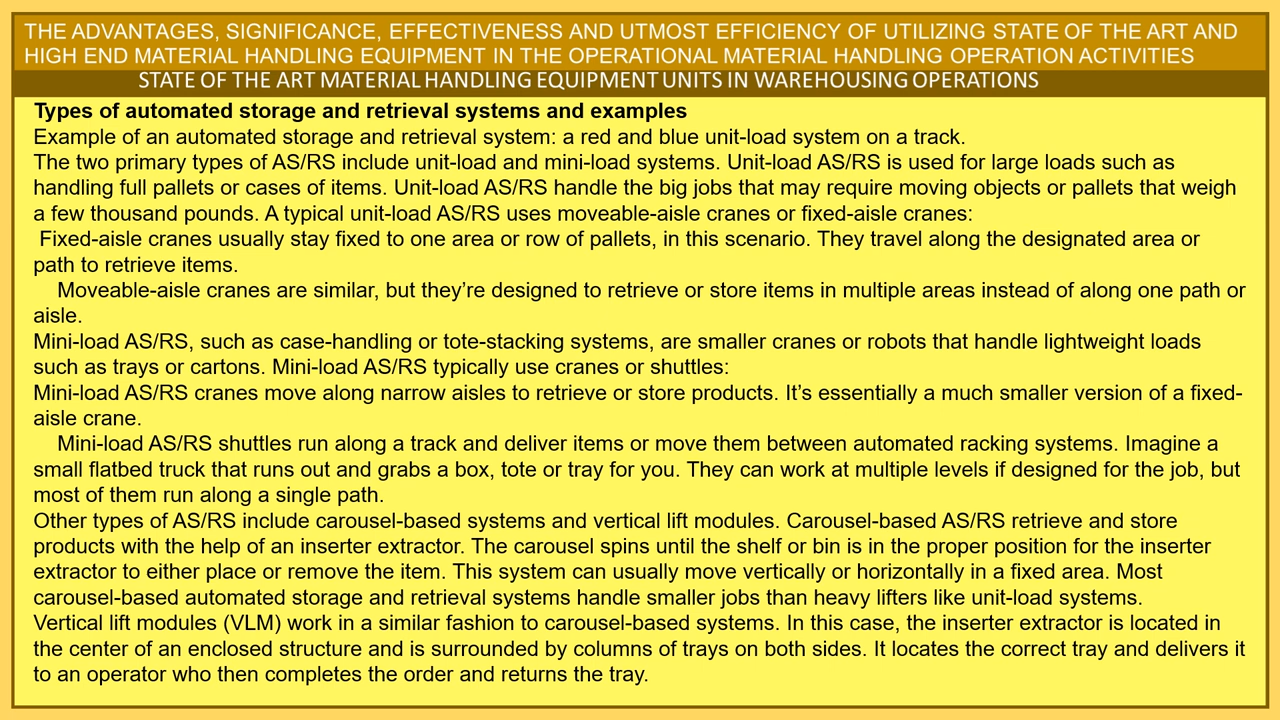 THE ADVANTAGES, SIGNIFICANCE, EFFECTIVENESS AND UTMOST EFFICIENCY OF UTILIZING STATE OF THE ART AND
HIGH END MATERIAL HANDLING EQUIPMENT IN THE OPERATIONAL MATERIAL HANDLING OPERATION ACTIVITIES
STATE OF THE ART MATERIAL HANDLING EQUIPMENT UNITS IN WAREHOUSING OPERATIONS
Types of automated storage and retrieval systems and examples
Example of an automated storage and retrieval system: a red and blue unit-load system on a track.
The two primary types of AS/RS include unit-load and mini-load systems. Unit-load AS/RS is used for large loads such as
handling full pallets or cases of items. Unit-load AS/RS handle the big jobs that may require moving objects or pallets that weigh
a few thousand pounds. A typical unit-load AS/RS uses moveable-aisle cranes or fixed-aisle cranes:
Fixed-aisle cranes usually stay fixed to one area or row of pallets, in this scenario. They travel along the designated area or
path to retrieve items.
Moveable-aisle cranes are similar, but they’re designed to retrieve or store items in multiple areas instead of along one path or
aisle.
Mini-load AS/RS, such as case-handling or tote-stacking systems, are smaller cranes or robots that handle lightweight loads
such as trays or cartons. Mini-load AS/RS typically use cranes or shuttles:
Mini-load AS/RS cranes move along narrow aisles to retrieve or store products. It’s essentially a much smaller version of a fixed-
aisle crane.
Mini-load AS/RS shuttles run along a track and deliver items or move them between automated racking systems. Imagine a
small flatbed truck that runs out and grabs a box, tote or tray for you. They can work at multiple levels if designed for the job, but
most of them run along a single path.
Other types of AS/RS include carousel-based systems and vertical lift modules. Carousel-based AS/RS retrieve and store
products with the help of an inserter extractor. The carousel spins until the shelf or bin is in the proper position for the inserter
extractor to either place or remove the item. This system can usually move vertically or horizontally in a fixed area. Most
carousel-based automated storage and retrieval systems handle smaller jobs than heavy lifters like unit-load systems.
Vertical lift modules (VLM) work in a similar fashion to carousel-based systems. In this case, the inserter extractor is located in
the center of an enclosed structure and is surrounded by columns of trays on both sides. It locates the correct tray and delivers it
to an operator who then completes the order and returns the tray.